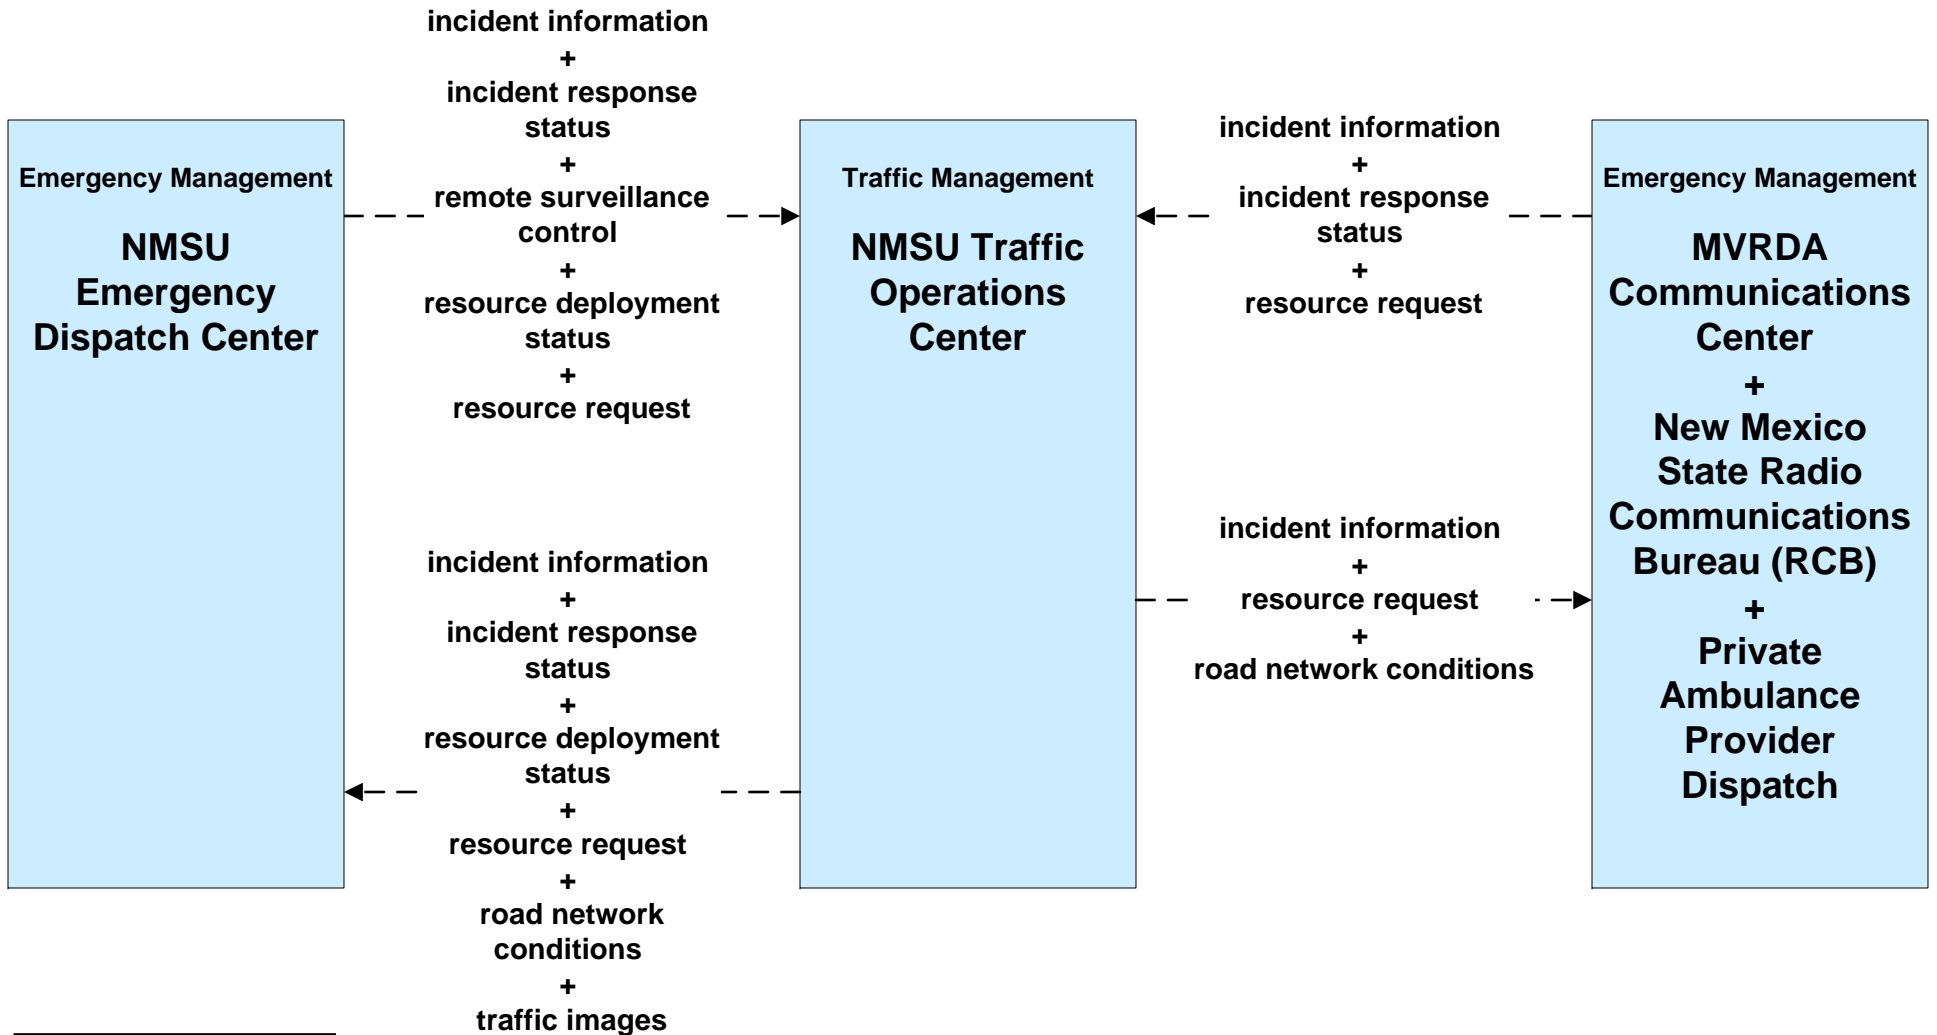 incident information
+
incident response
status
+
remote surveillance
control
+
resource deployment
status
+
resource request
Emergency Management
NMSU
Emergency
Dispatch Center
Traffic Management
NMSU Traffic
Operations
Center
incident information
+
incident response
status
+
resource request
Emergency Management
MVRDA
Communications
Center
+
New Mexico
State Radio
Communications
Bureau (RCB)
+
Private
Ambulance
Provider
Dispatch
incident information
+
resource request
+
road network conditions
incident information
+
incident response
status
+
resource deployment
status
+
resource request
+
road network
conditions
+
traffic images